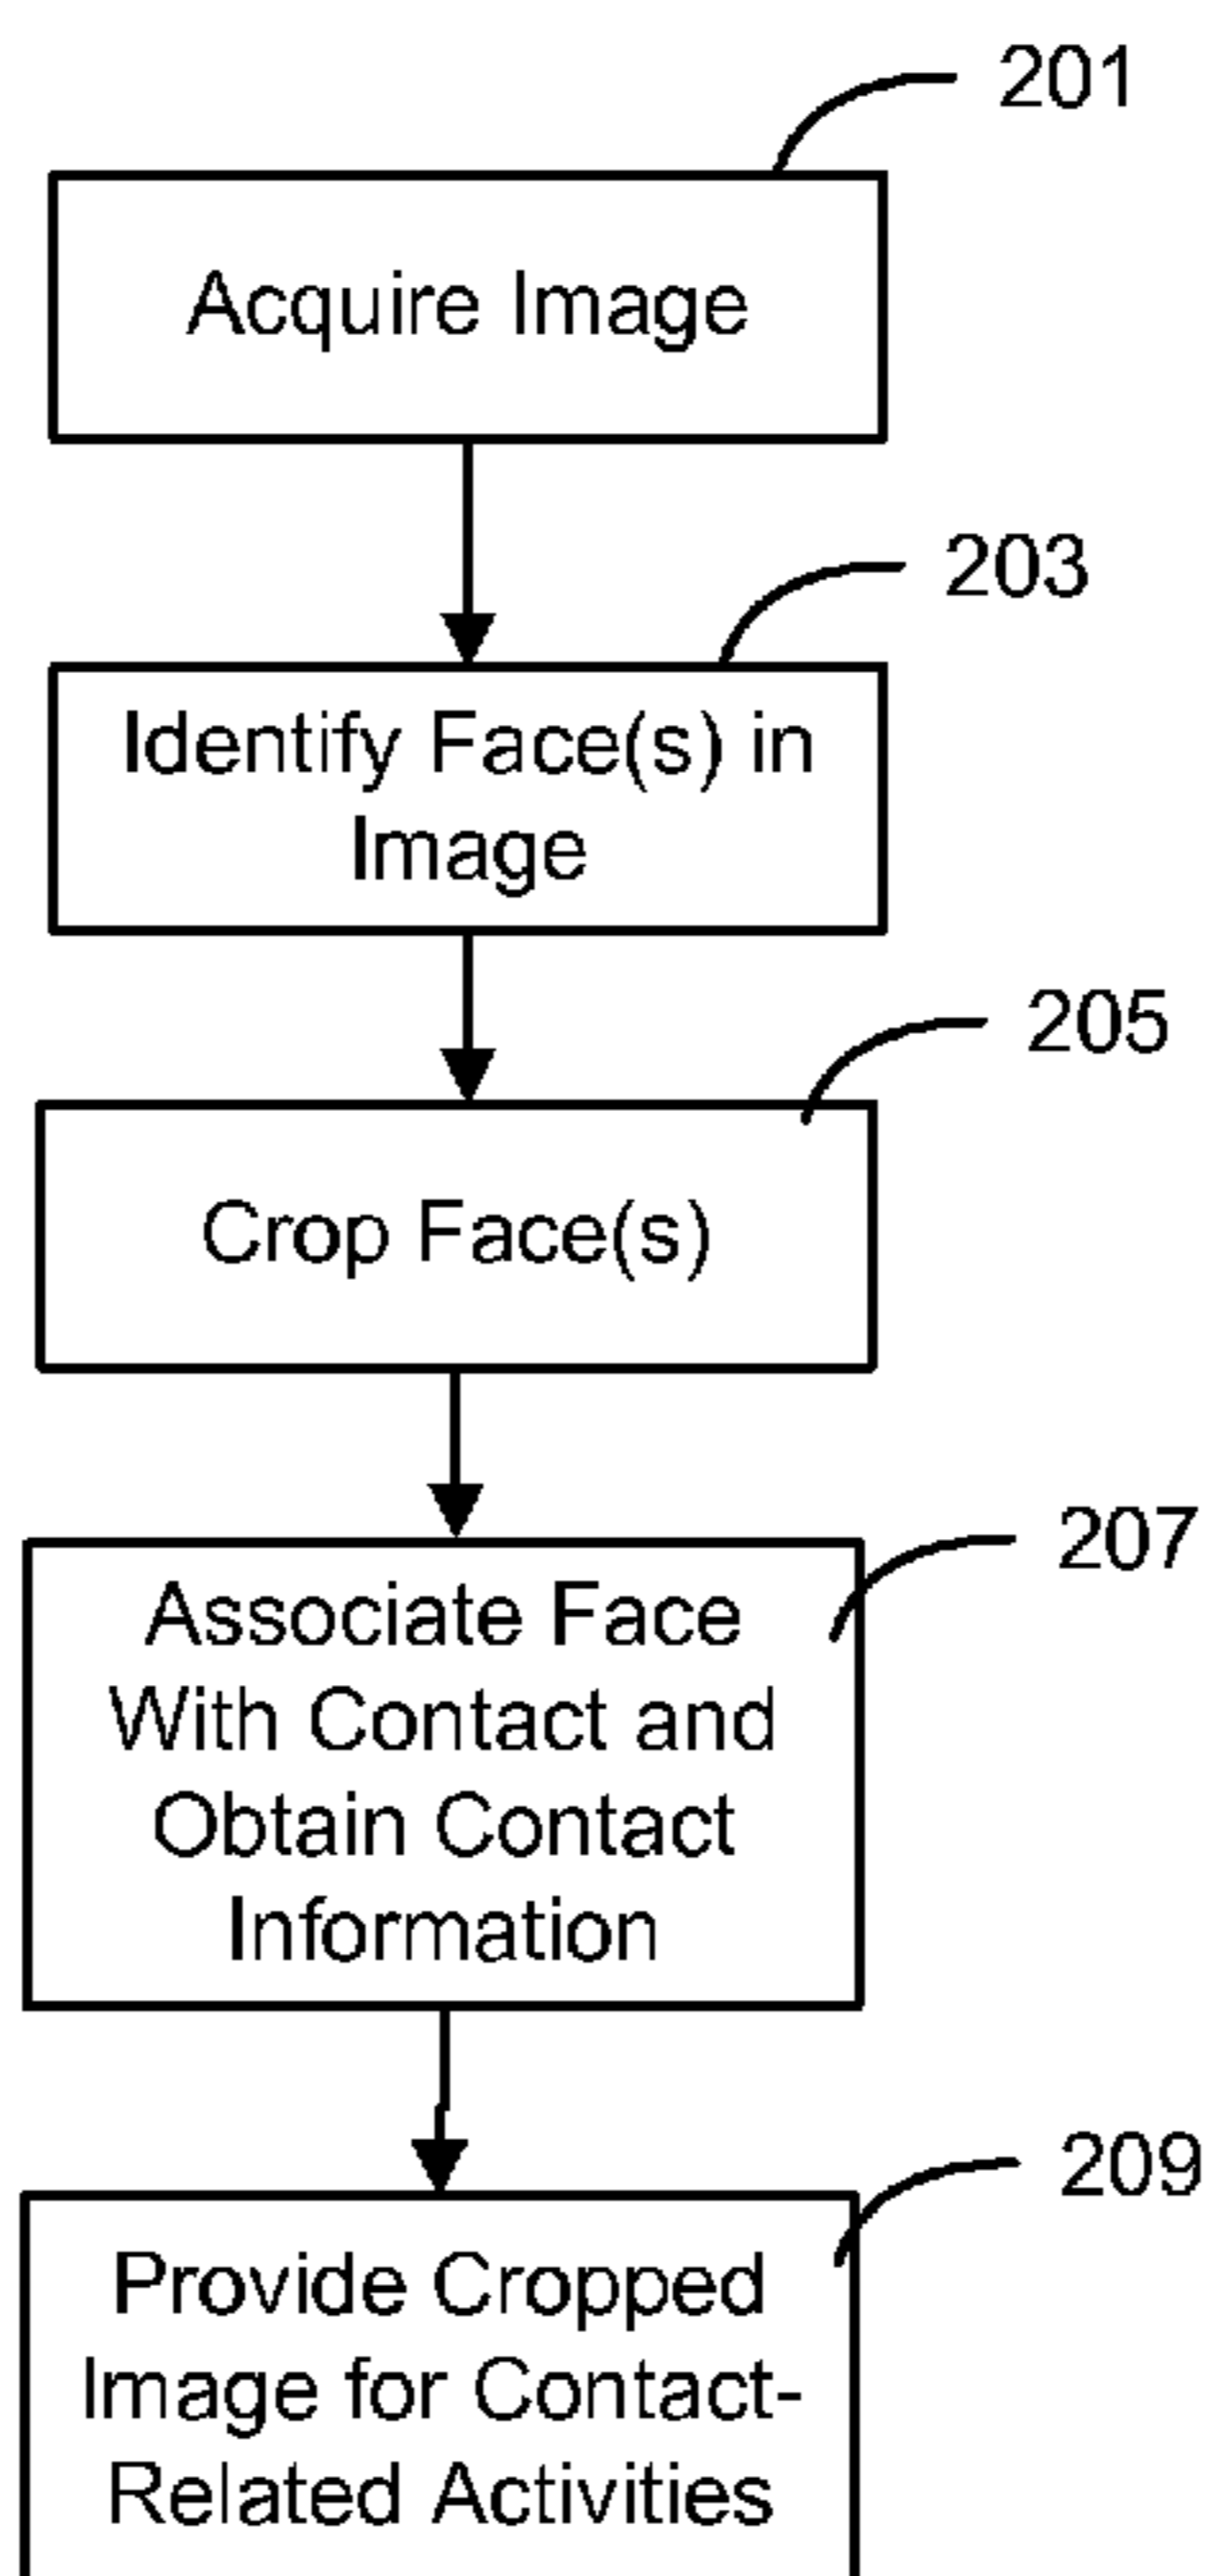 201
Acquire Image
203
Identify Face(s) in
Image
205
Crop Face(s)
207
Associate Face
With Contact and
Obtain Contact
Information
209
Provide Cropped
Image for Contact-
Related Activities